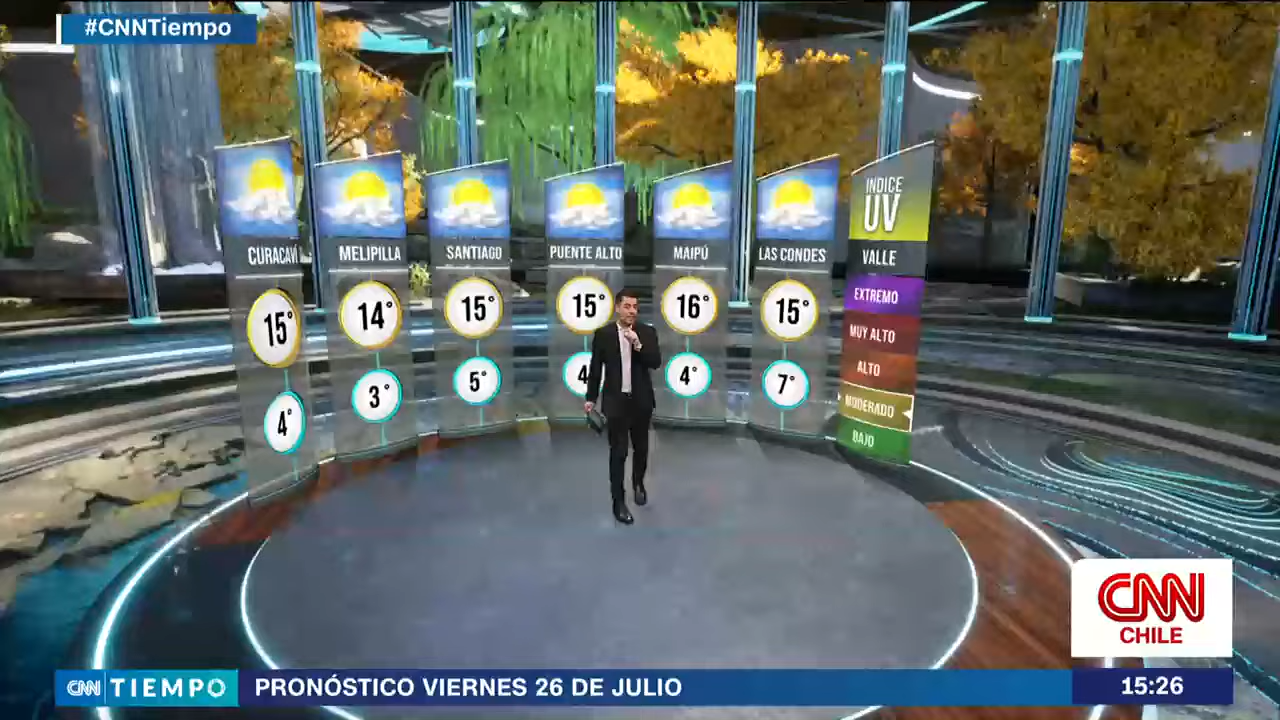 #CNNTiempo
CURACAVÍ
15°
4°
MELIPILLA
14°
3°
SANTIAGO
15°
5°
PUENTE ALTO
15°
4
MAIPÚ
16°
4°
LAS CONDES
15°
7°
INDICE
UV
VALLE
EXTREMO
MUY ALTO
ALTO
MODERADO
BAJO
CNN
CHILE
CNN TIEMPO
PRONÓSTICO VIERNES 26 DE JULIO
15:26